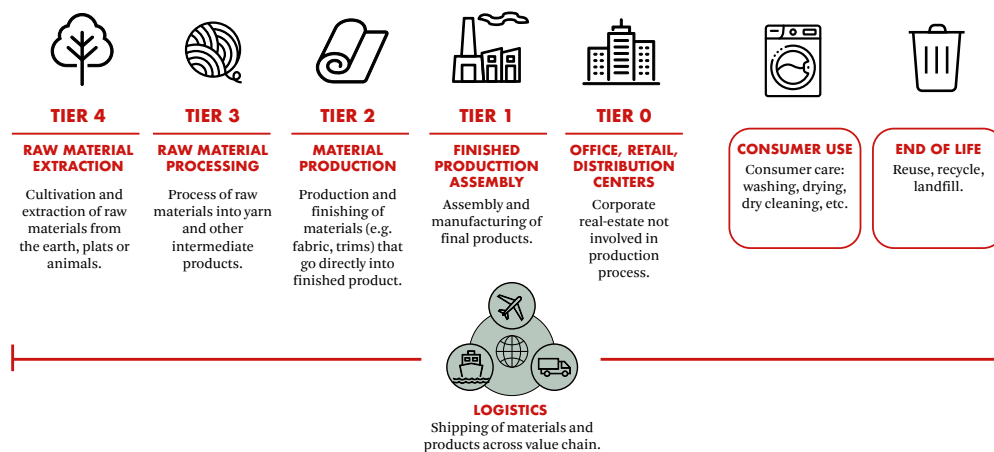 TIER 4
RAW MATERIAL
EXTRACTION
Cultivation and
extraction of raw
materials from
the earth, plats or
animals.
TIER 3
RAW MATERIAL
PROCESSING
Process of raw
materials into yarn
and other
intermediate
products.
TIER 2
MATERIAL
PRODUCTION
Production and
finishing of
materials (e.g.
fabric, trims) that
go directly into
finished product.
TIER 1
FINISHED
PRODUCTTION
ASSEMBLY
Assembly and
manufacturing of
final products.
TIER 0
OFFICE, RETAIL,
DISTRIBUTION
CENTERS
Corporate
real-estate not
involved in
production
process.
CONSUMER USE
Consumer care:
washing, drying,
dry cleaning, etc.
END OF LIFE
Reuse, recycle,
landfill.
LOGISTICS
Shipping of materials and
products across value chain.